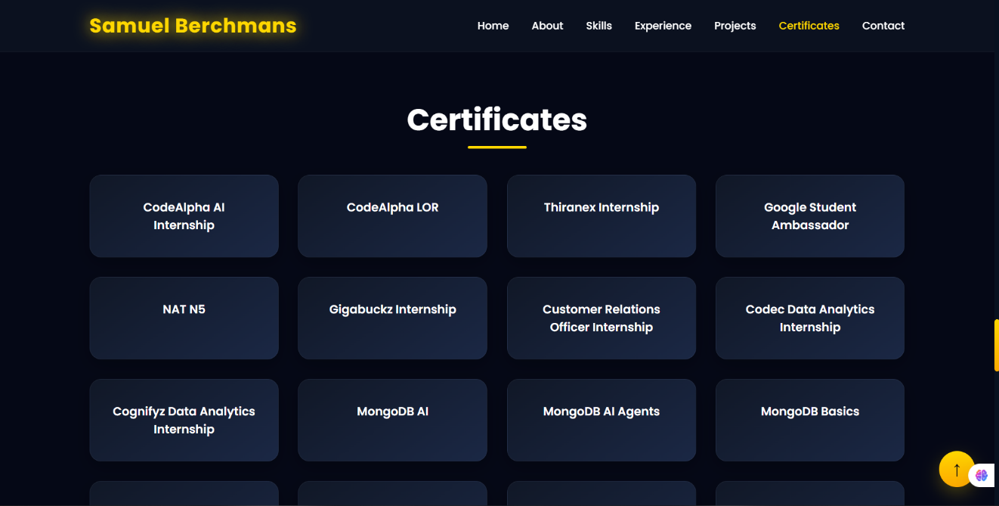 Samuel Berchmans
Home About Skills Experience Projects Certificates Contact
Certificates
CodeAlpha AI
Internship
CodeAlpha LOR
Thiranex Internship
Google Student
Ambassador
NAT N5
Gigabuckz Internship
Customer Relations
Officer Internship
Codec Data Analytics
Internship
Cognifyz Data Analytics
Internship
MongoDB AI
MongoDB AI Agents
MongoDB Basics
↑